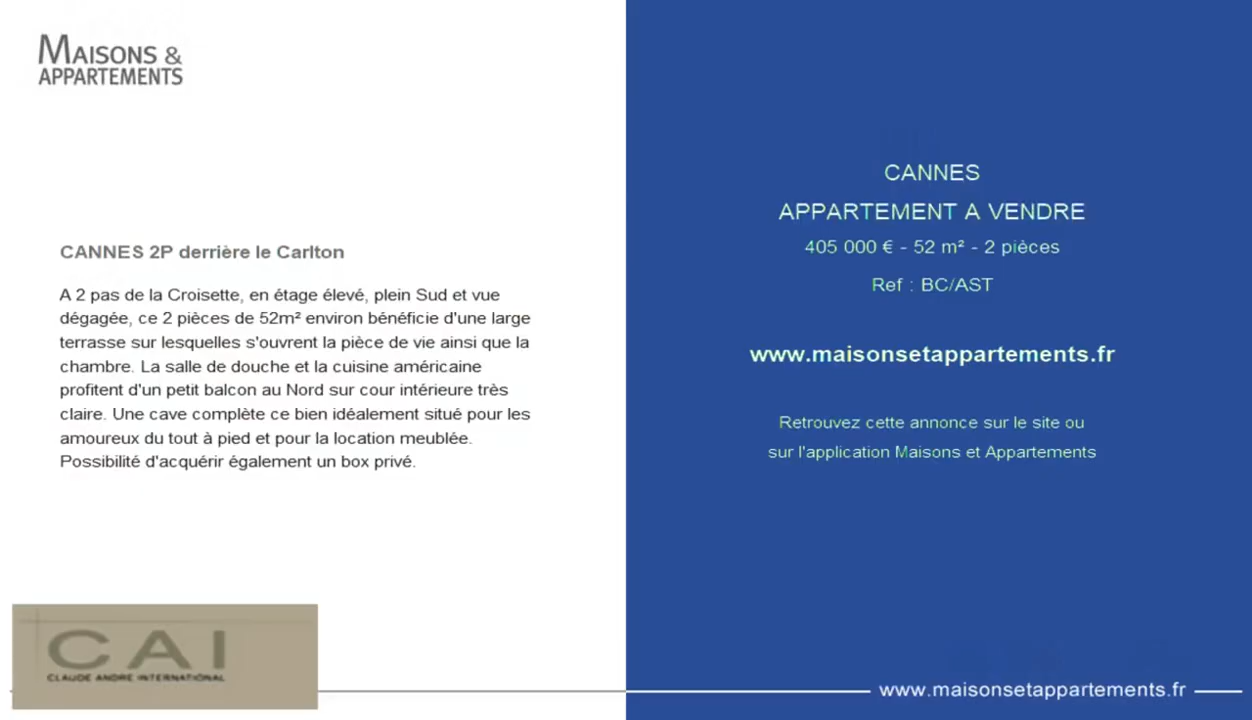 MAISONS &
APPARTEMENTS
CANNES 2P derrière le Carlton
A 2 pas de la Croisette, en étage élevé, plein Sud et vue
dégagée, ce 2 pièces de 52m² environ bénéficie d'une large
terrasse sur lesquelles s'ouvrent la pièce de vie ainsi que la
chambre. La salle de douche et la cuisine américaine
profitent d'un petit balcon au Nord sur cour intérieure très
claire. Une cave complète ce bien idéalement situé pour les
amoureux du tout à pied et pour la location meublée.
Possibilité d'acquérir également un box privé.
CAI
CLAUDE ANDRE INTERNATIONAL
CANNES
APPARTEMENT A VENDRE
405 000 € - 52 m² - 2 pièces
Ref : BC/AST
www.maisonsetappartements.fr
Retrouvez cette annonce sur le site ou
sur l'application Maisons et Appartements
www.maisonsetappartements.fr